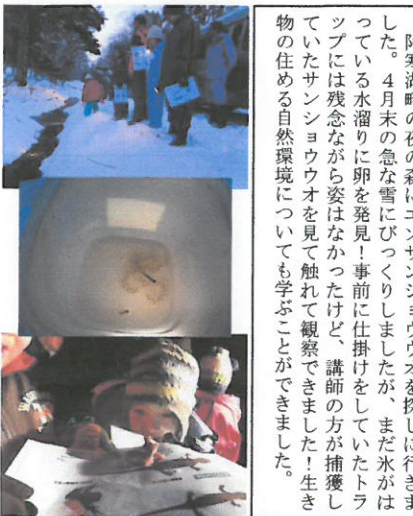 阿寒湖畔の夜の森にエゾサンショウウオを探しに行きま
した。4月末の急な雪にびっくりしましたが、まだ氷がは
っている水溜りに卵を発見！事前に仕掛けをしていたトラ
ップには残念ながら姿はなかったけど、講師の方が捕獲し
ていたサンショウウオを見て触れて観察できました！生き
物の住める自然環境についても学ぶことができました。